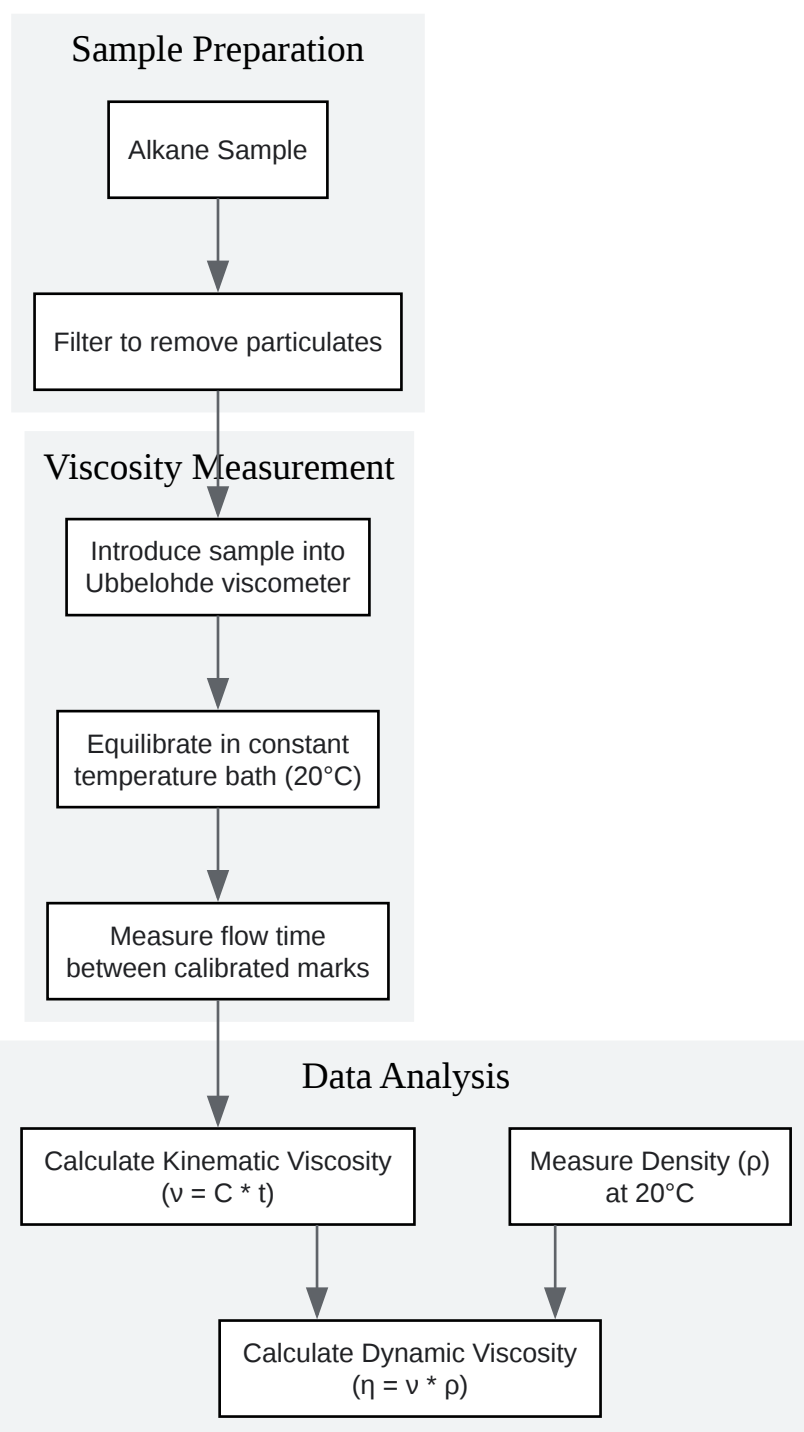 Sample Preparation
Alkane Sample
Filter to remove particulates
Viscosity Measurement
Introduce sample into
Ubbelohde viscometer
Equilibrate in constant
temperature bath (20°C)
Measure flow time
between calibrated marks
Data Analysis
Calculate Kinematic Viscosity
(ν = C * t)
Measure Density (ρ)
at 20°C
Calculate Dynamic Viscosity
(η = ν * ρ)